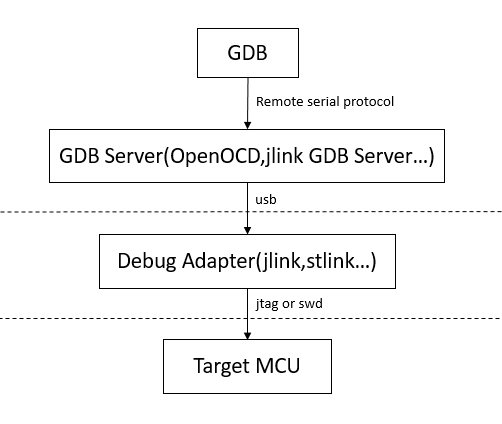 GDB
Remote serial protocol
GDB Server(OpenOCD,jlink GDB Server...)
usb
Debug Adapter(jlink,stlink...)
jtag or swd
Target MCU